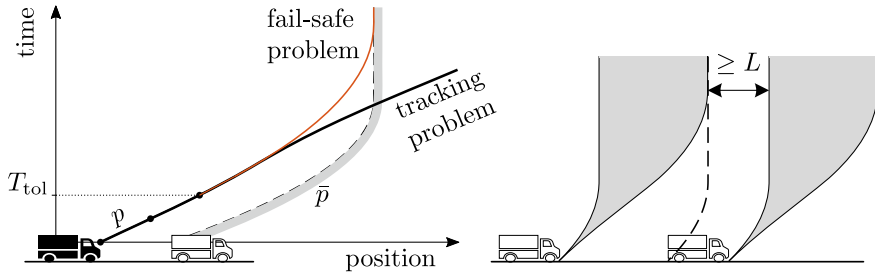 time
fail-safe
problem
tracking
problem
T_tol
p
p̄
position
≥ L